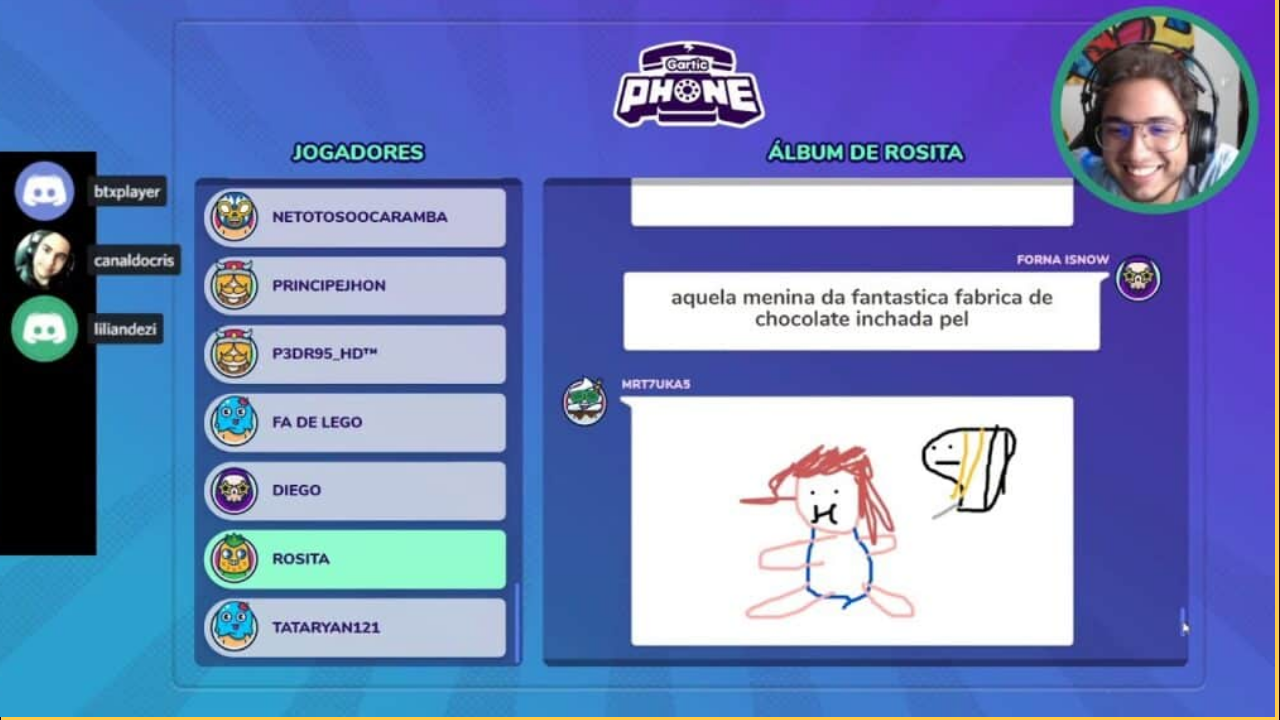 Gartic
PHONE
JOGADORES
ÁLBUM DE ROSITA
btxplayer
canaldocris
liliandezi
NETOTOSOOCARAMBA
PRINCIPEJHON
P3DR95_HD™
FA DE LEGO
DIEGO
ROSITA
TATARYAN121
FORNA ISNOW
aquela menina da fantastica fabrica de
chocolate inchada pel
MRT7UKA5